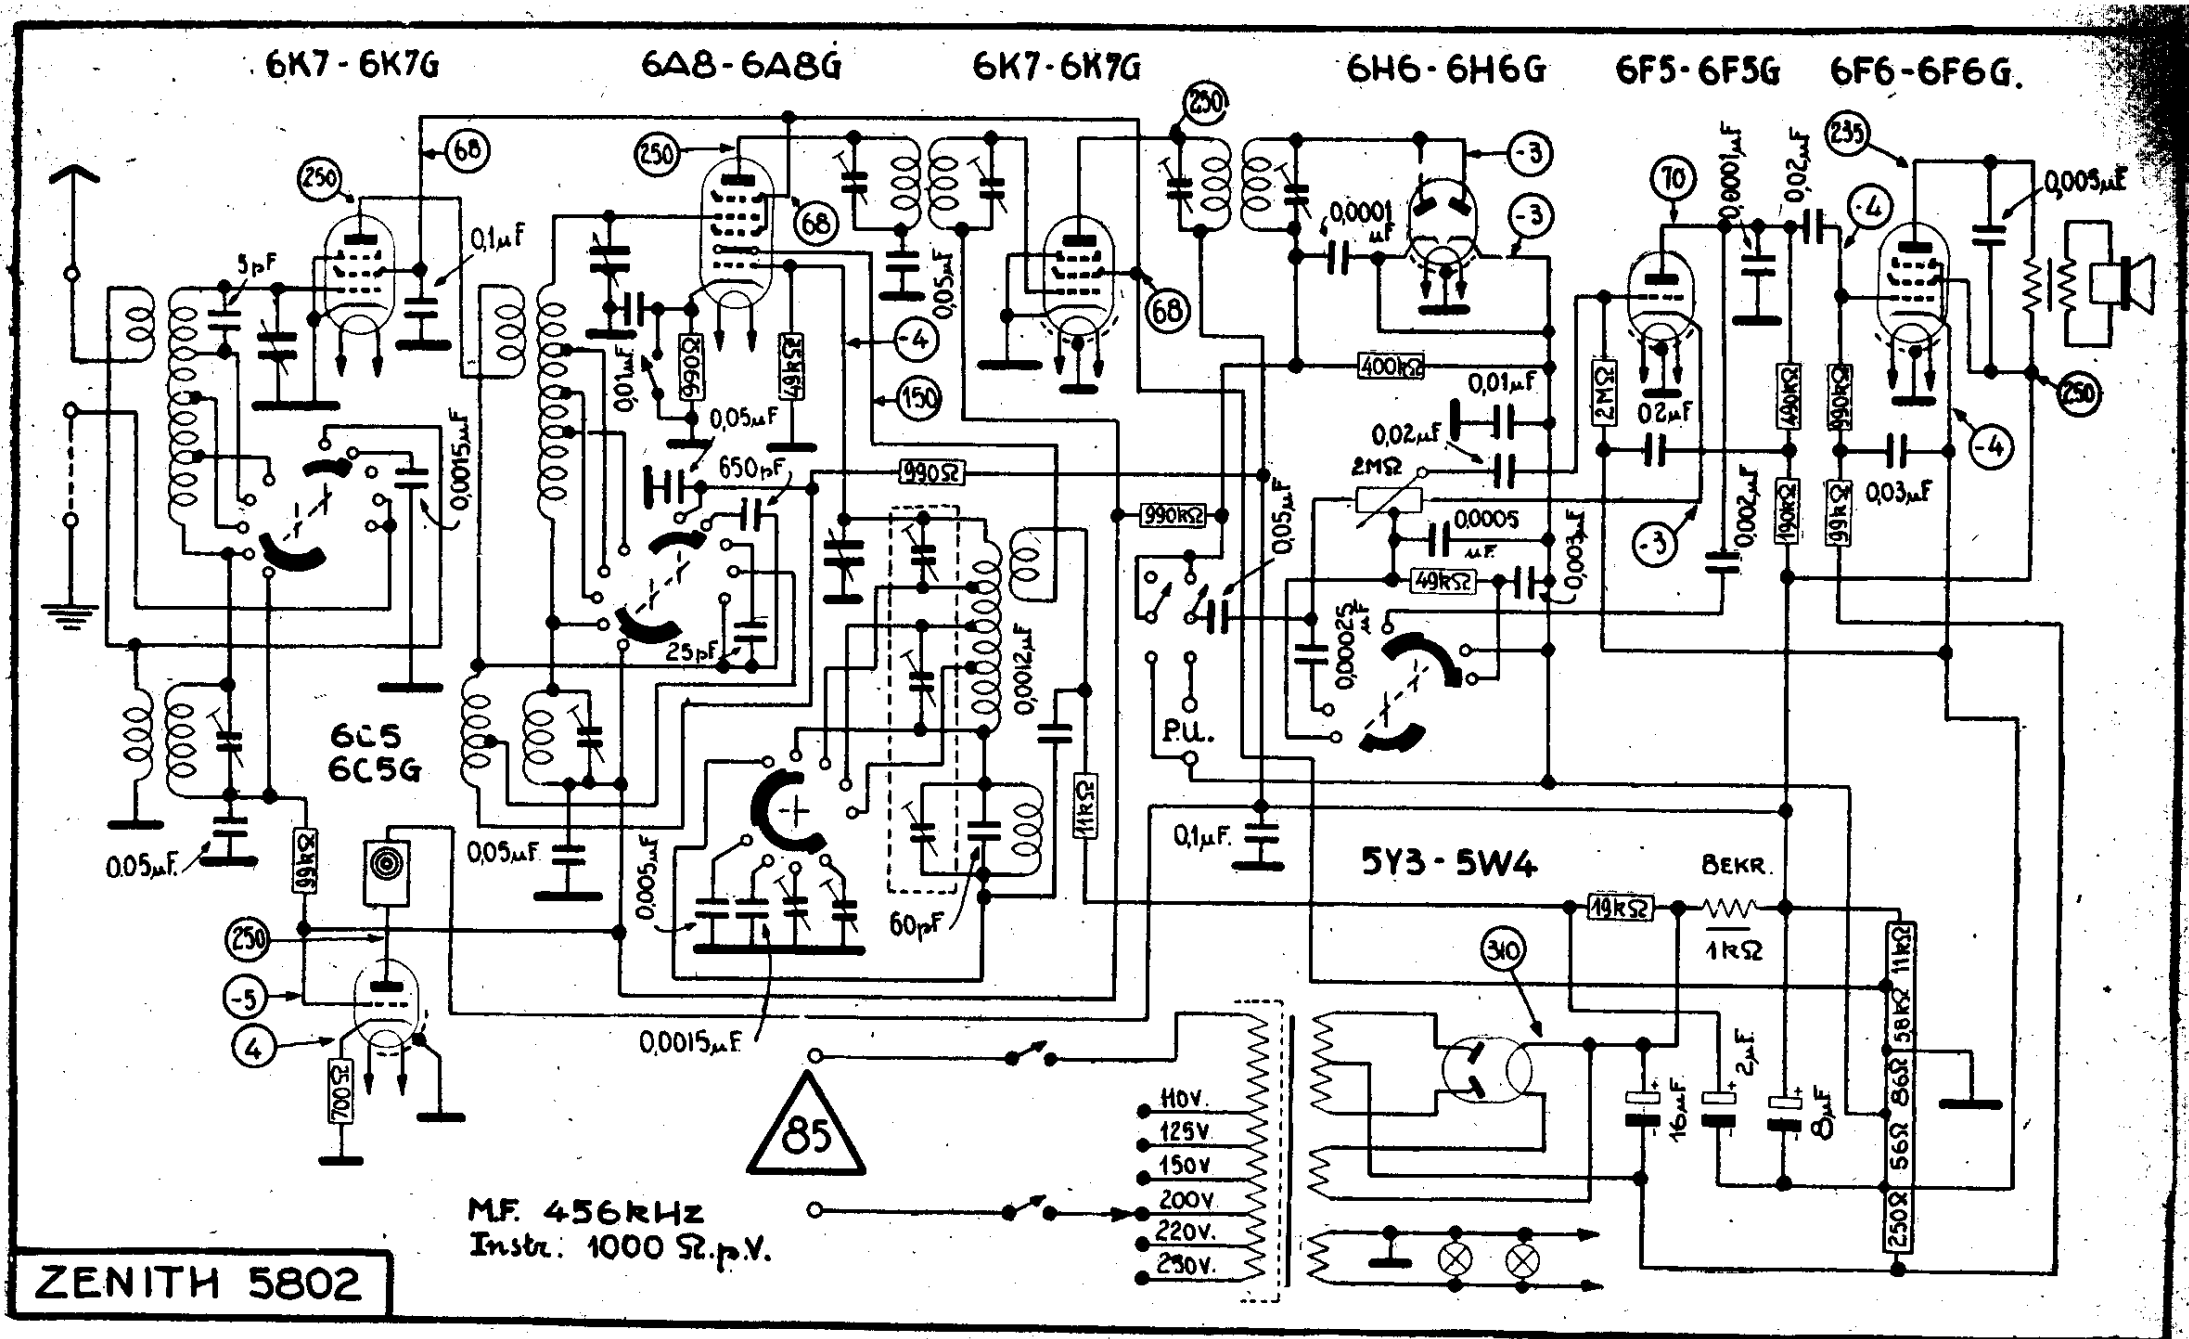 6K7-6K7G
6A8-6A8G
6K7-6K7G
6H6-6H6G
6F5-6F5G
6F6-6F6G.
250
68
0,1µF
5pF
0,0015µF
250
68
0,01µF
990Ω
49kΩ
0,05µF
650pF
-4
150
0,05µF
990Ω
25pF
250
68
-3
-3
0,0001
µF
400kΩ
0,01µF
0,02µF
2MΩ
990kΩ
0,05µF
0,0005
µF.
49kΩ
0,003µF
0,00025
µF
70
0,0001µF
0,02µF
2MΩ
02µF
490kΩ
190kΩ
0,002µF
-3
235
-4
0,005µF
990kΩ
0,03µF
99kΩ
250
-4
6C5
6C5G
0.05µF.
99kΩ
250
-5
4
700Ω
0,05µF.
0,005µF
0,0015µF
60pF
0,0012µF
11kΩ
P.U.
0,1µF.
5Y3-5W4
BEKR.
19kΩ
1kΩ
310
11kΩ
58kΩ
86Ω
56Ω
250Ω
16µF
2µF.
8µF
+
-
+
-
+
-
85
110V.
125V
150V
200V
220V.
250V.
M.F. 456kHz
Instr: 1000 Ω.p.V.
ZENITH 5802